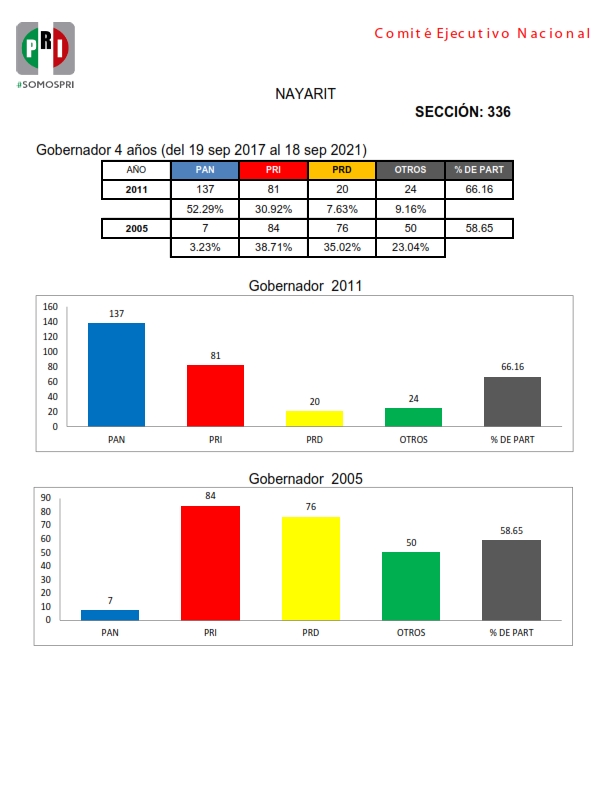 Comité Ejecutivo Nacional
PRI
#SOMOSPRI
NAYARIT
SECCIÓN: 336
Gobernador 4 años (del 19 sep 2017 al 18 sep 2021)
AÑO PAN PRI PRD OTROS % DE PART
2011 137 81 20 24 66.16
52.29% 30.92% 7.63% 9.16%
2005 7 84 76 50 58.65
3.23% 38.71% 35.02% 23.04%
Gobernador 2011
160
140
120
100
80
60
40
20
0
137
81
20
24
66.16
PAN PRI PRD OTROS % DE PART
Gobernador 2005
90
80
70
60
50
40
30
20
10
0
7
84
76
50
58.65
PAN PRI PRD OTROS % DE PART